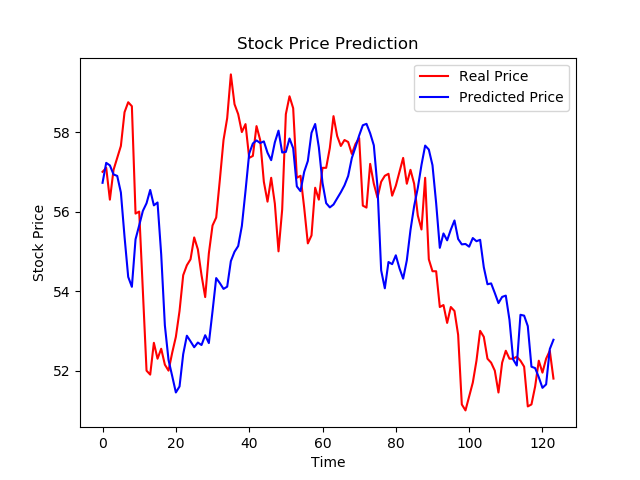 Stock Price Prediction
Real Price
Predicted Price
Stock Price
58
56
54
52
0 20 40 60 80 100 120
Time